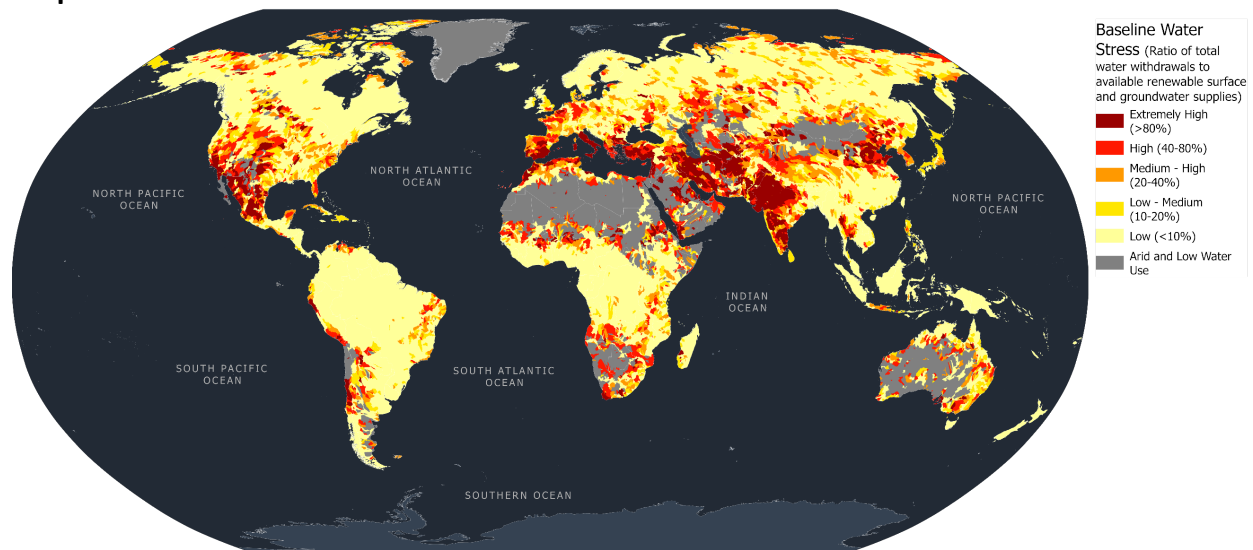 NORTH PACIFIC
OCEAN
NORTH ATLANTIC
OCEAN
NORTH PACIFIC
OCEAN
INDIAN
OCEAN
SOUTH PACIFIC
OCEAN
SOUTH ATLANTIC
OCEAN
SOUTHERN OCEAN
Baseline Water
Stress (Ratio of total
water withdrawals to
available renewable surface
and groundwater supplies)
Extremely High
(>80%)
High (40-80%)
Medium - High
(20-40%)
Low - Medium
(10-20%)
Low (<10%)
Arid and Low Water
Use